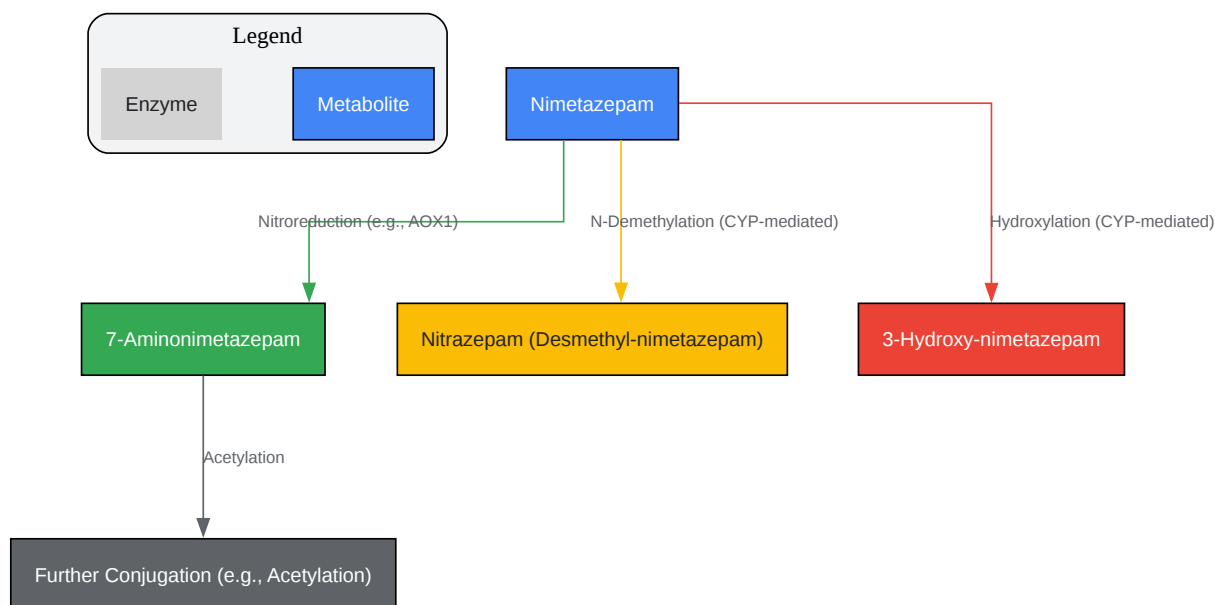 Legend
Enzyme
Metabolite
Nimetazepam
Nitroreduction (e.g., AOX1)
N-Demethylation (CYP-mediated)
Hydroxylation (CYP-mediated)
7-Aminonimetazepam
Nitrazepam (Desmethyl-nimetazepam)
3-Hydroxy-nimetazepam
Acetylation
Further Conjugation (e.g., Acetylation)